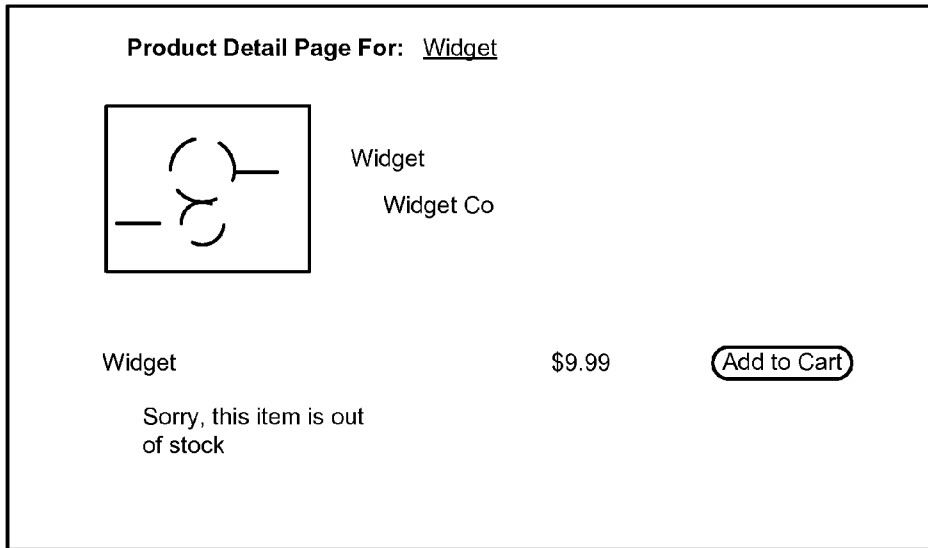 Product Detail Page For: Widget
Widget
Widget Co
Widget $9.99 Add to Cart
Sorry, this item is out
of stock